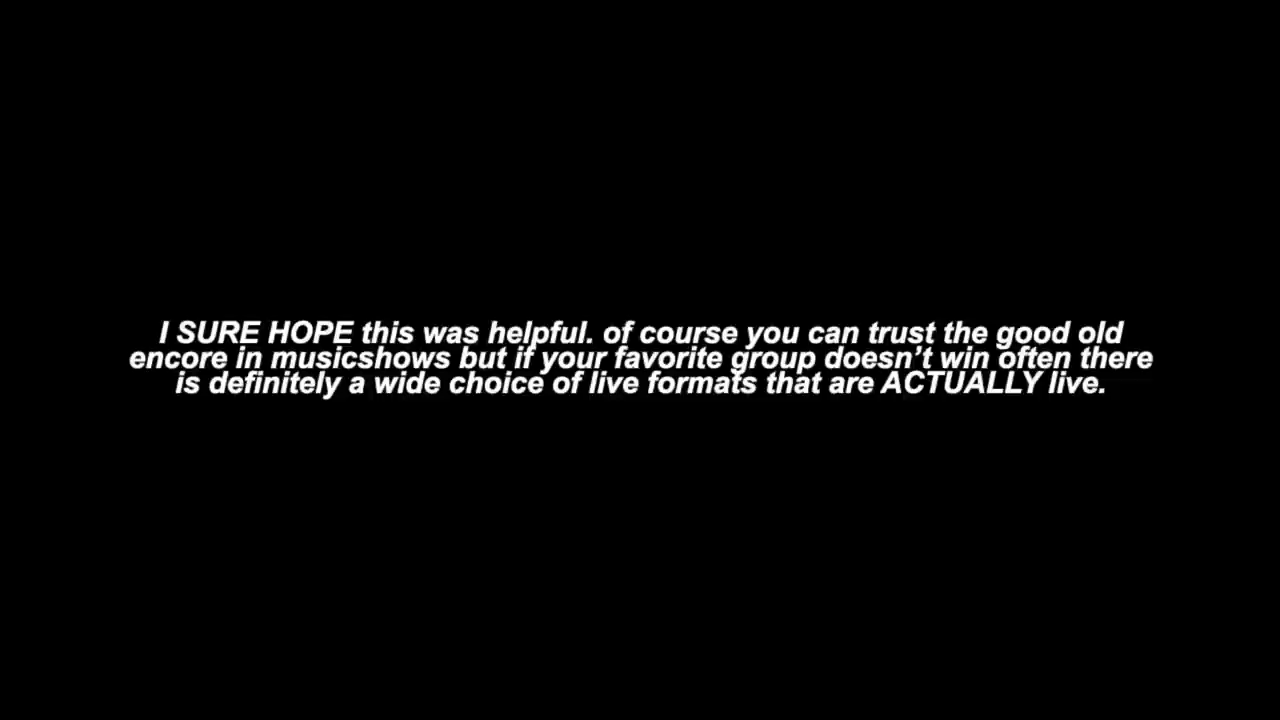 I SURE HOPE this was helpful. of course you can trust the good old
encore in musicshows but if your favorite group doesn’t win often there
is definitely a wide choice of live formats that are ACTUALLY live.